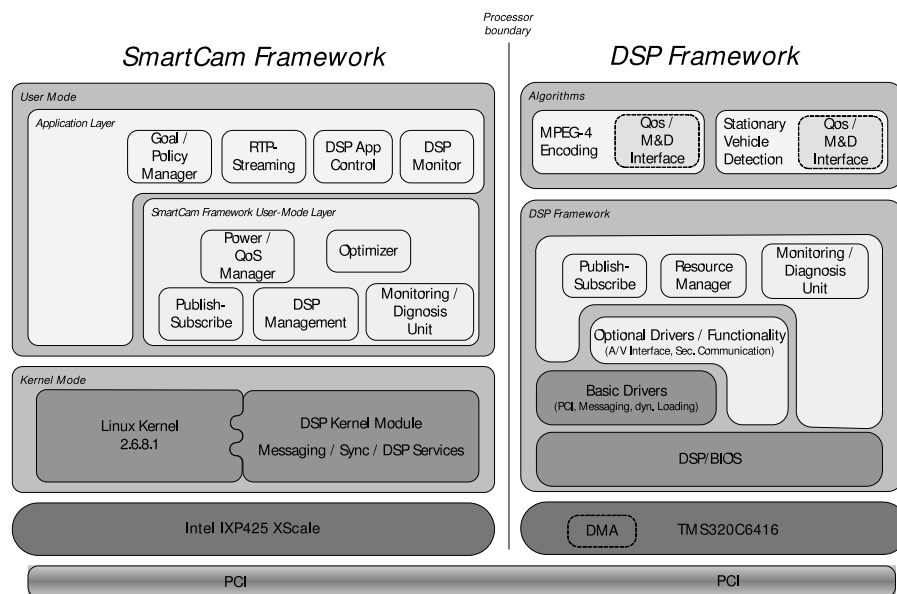 Processor
boundary
SmartCam Framework
DSP Framework
User Mode
Application Layer
Goal /
Policy
Manager
RTP-
Streaming
DSP App
Control
DSP
Monitor
SmartCam Framework User-Mode Layer
Power /
QoS
Manager
Optimizer
Publish-
Subscribe
DSP
Management
Monitoring /
Dignosis
Unit
Kernel Mode
Linux Kernel
2.6.8.1
DSP Kernel Module
Messaging / Sync / DSP Services
Intel IXP425 XScale
PCI
Algorithms
MPEG-4
Encoding
Qos /
M&D
Interface
Stationary
Vehicle
Detection
Qos /
M&D
Interface
DSP Framework
Publish-
Subscribe
Resource
Manager
Monitoring /
Diagnosis
Unit
Optional Drivers / Functionality
(A/V Interface, Sec. Communication)
Basic Drivers
(PCI, Messaging, dyn. Loading)
DSP/BIOS
DMA
TMS320C6416
PCI